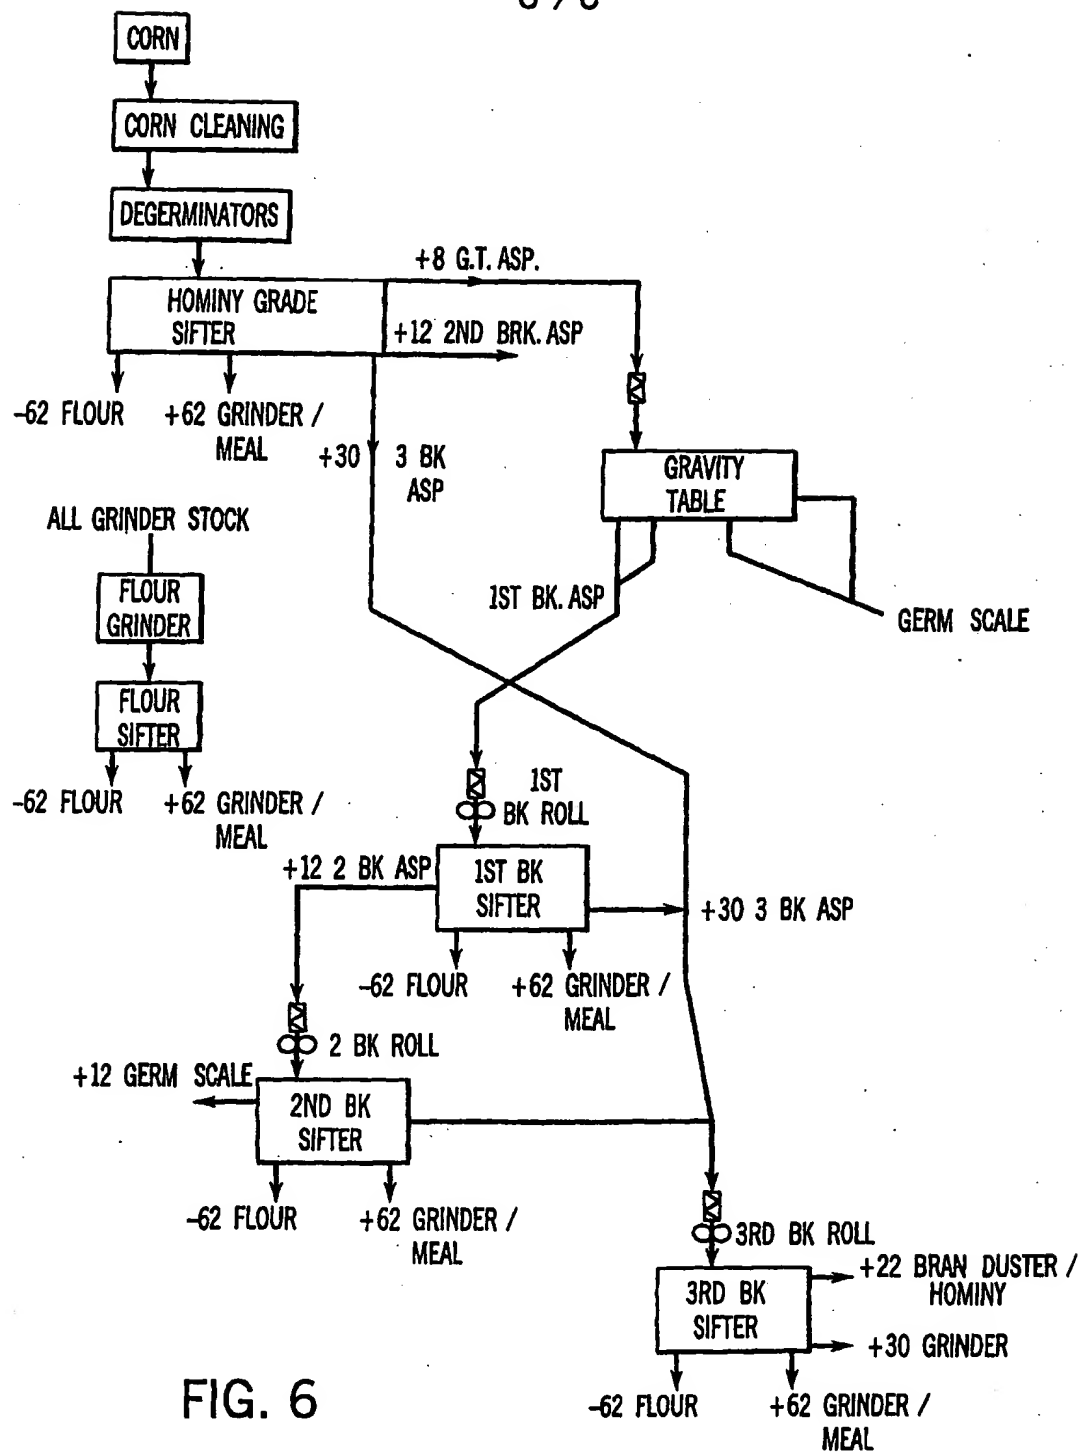 CORN
CORN CLEANING
DEGERMINATORS
+8 G.T. ASP.
HOMINY GRADE
SIFTER
+12 2ND BRK. ASP
-62 FLOUR
+62 GRINDER /
MEAL
+30 3 BK
ASP
GRAVITY
TABLE
ALL GRINDER STOCK
FLOUR
GRINDER
1ST BK. ASP
GERM SCALE
FLOUR
SIFTER
-62 FLOUR
+62 GRINDER /
MEAL
1ST
BK ROLL
+12 2 BK ASP
1ST BK
SIFTER
+30 3 BK ASP
-62 FLOUR
+62 GRINDER /
MEAL
2 BK ROLL
+12 GERM SCALE
2ND BK
SIFTER
-62 FLOUR
+62 GRINDER /
MEAL
3RD BK ROLL
3RD BK
SIFTER
+22 BRAN DUSTER /
HOMINY
+30 GRINDER
-62 FLOUR
+62 GRINDER /
MEAL
FIG. 6